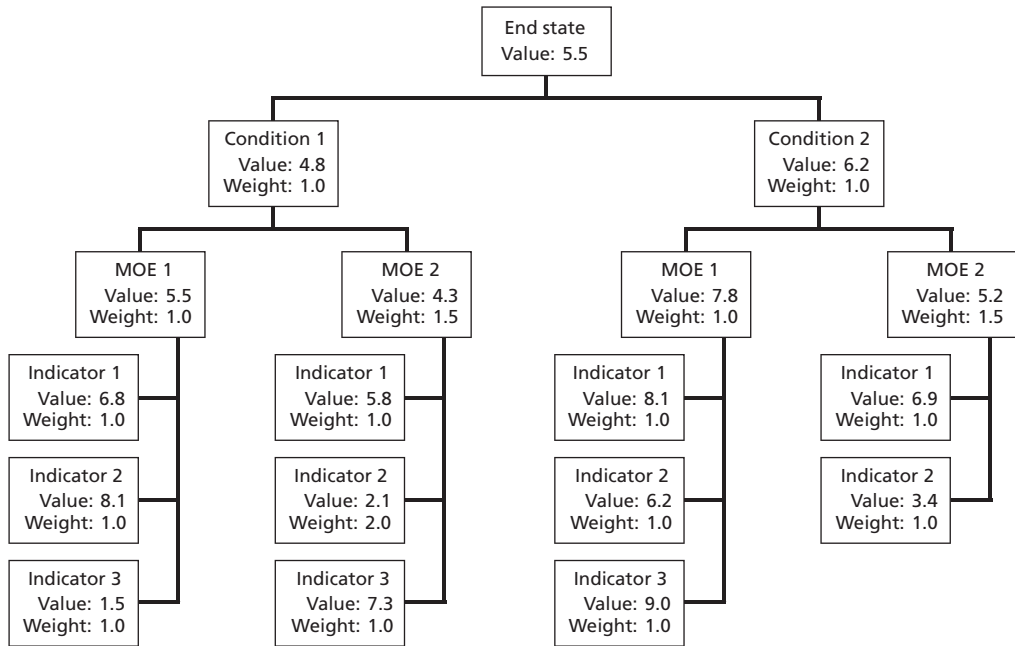 End state
Value: 5.5
Condition 1
Value: 4.8
Weight: 1.0
Condition 2
Value: 6.2
Weight: 1.0
MOE 1
Value: 5.5
Weight: 1.0
MOE 2
Value: 4.3
Weight: 1.5
MOE 1
Value: 7.8
Weight: 1.0
MOE 2
Value: 5.2
Weight: 1.5
Indicator 1
Value: 6.8
Weight: 1.0
Indicator 1
Value: 5.8
Weight: 1.0
Indicator 1
Value: 8.1
Weight: 1.0
Indicator 1
Value: 6.9
Weight: 1.0
Indicator 2
Value: 8.1
Weight: 1.0
Indicator 2
Value: 2.1
Weight: 2.0
Indicator 2
Value: 6.2
Weight: 1.0
Indicator 2
Value: 3.4
Weight: 1.0
Indicator 3
Value: 1.5
Weight: 1.0
Indicator 3
Value: 7.3
Weight: 1.0
Indicator 3
Value: 9.0
Weight: 1.0